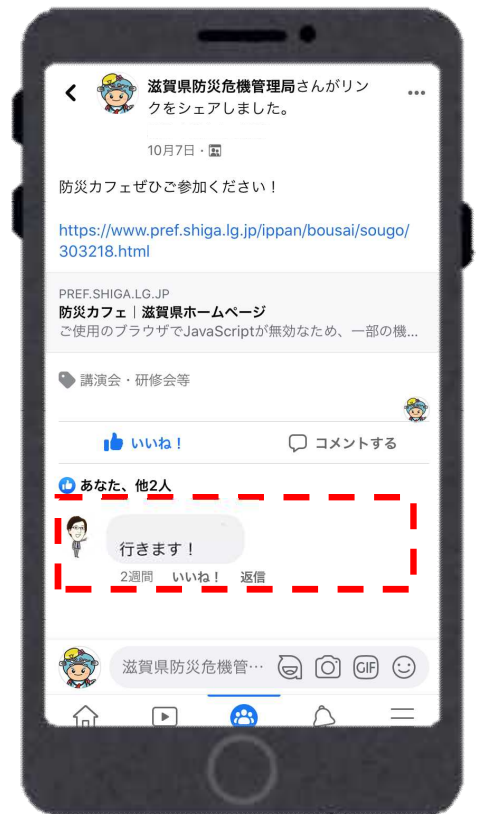 滋賀県防災危機管理局さんがリン
クをシェアしました。
10月7日・
防災カフェぜひご参加ください！
https://www.pref.shiga.lg.jp/ippan/bousai/sougo/
303218.html
PREF.SHIGA.LG.JP
防災カフェ｜滋賀県ホームページ
ご使用のブラウザでJavaScriptが無効なため、一部の機...
講演会・研修会等
いいね！ コメントする
あなた、他2人
行きます！
2週間 いいね！ 返信
滋賀県防災危機管… GIF